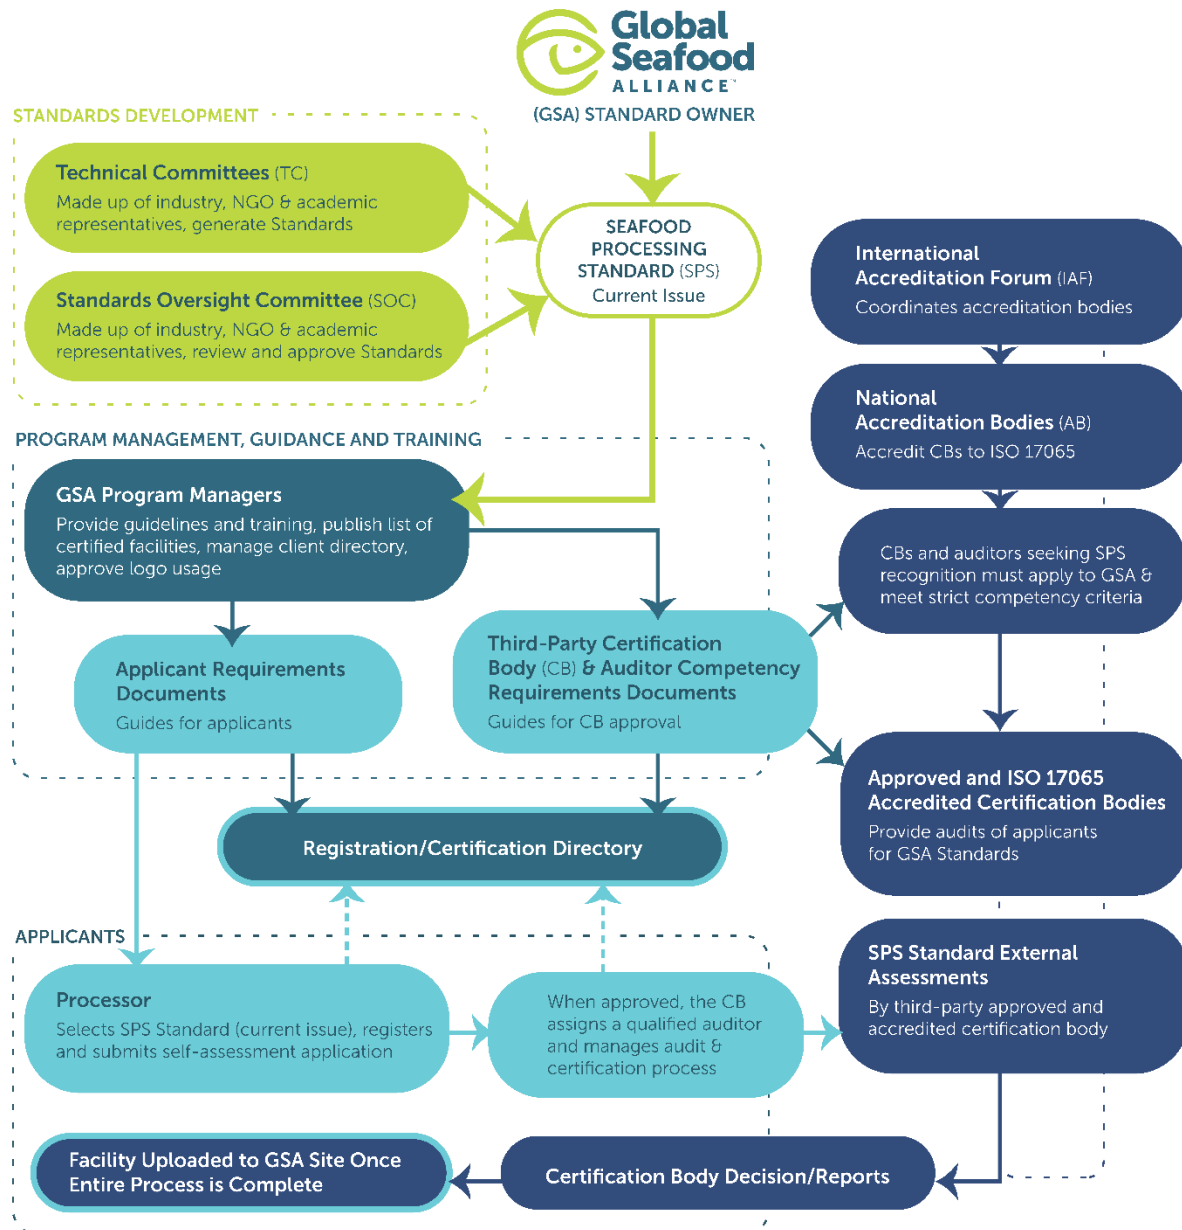 Global
Seafood
ALLIANCE™
(GSA) STANDARD OWNER
STANDARDS DEVELOPMENT
Technical Committees (TC)
Made up of industry, NGO & academic
representatives, generate Standards
Standards Oversight Committee (SOC)
Made up of industry, NGO & academic
representatives, review and approve Standards
SEAFOOD
PROCESSING
STANDARD (SPS)
Current Issue
International
Accreditation Forum (IAF)
Coordinates accreditation bodies
National
Accreditation Bodies (AB)
Accredit CBs to ISO 17065
PROGRAM MANAGEMENT, GUIDANCE AND TRAINING
GSA Program Managers
Provide guidelines and training, publish list of
certified facilities, manage client directory,
approve logo usage
CBs and auditors seeking SPS
recognition must apply to GSA &
meet strict competency criteria
Applicant Requirements
Documents
Guides for applicants
Third-Party Certification
Body (CB) & Auditor Competency
Requirements Documents
Guides for CB approval
Approved and ISO 17065
Accredited Certification Bodies
Provide audits of applicants
for GSA Standards
Registration/Certification Directory
APPLICANTS
Processor
Selects SPS Standard (current issue), registers
and submits self-assessment application
When approved, the CB
assigns a qualified auditor
and manages audit &
certification process
SPS Standard External
Assessments
By third-party approved and
accredited certification body
Facility Uploaded to GSA Site Once
Entire Process is Complete
Certification Body Decision/Reports